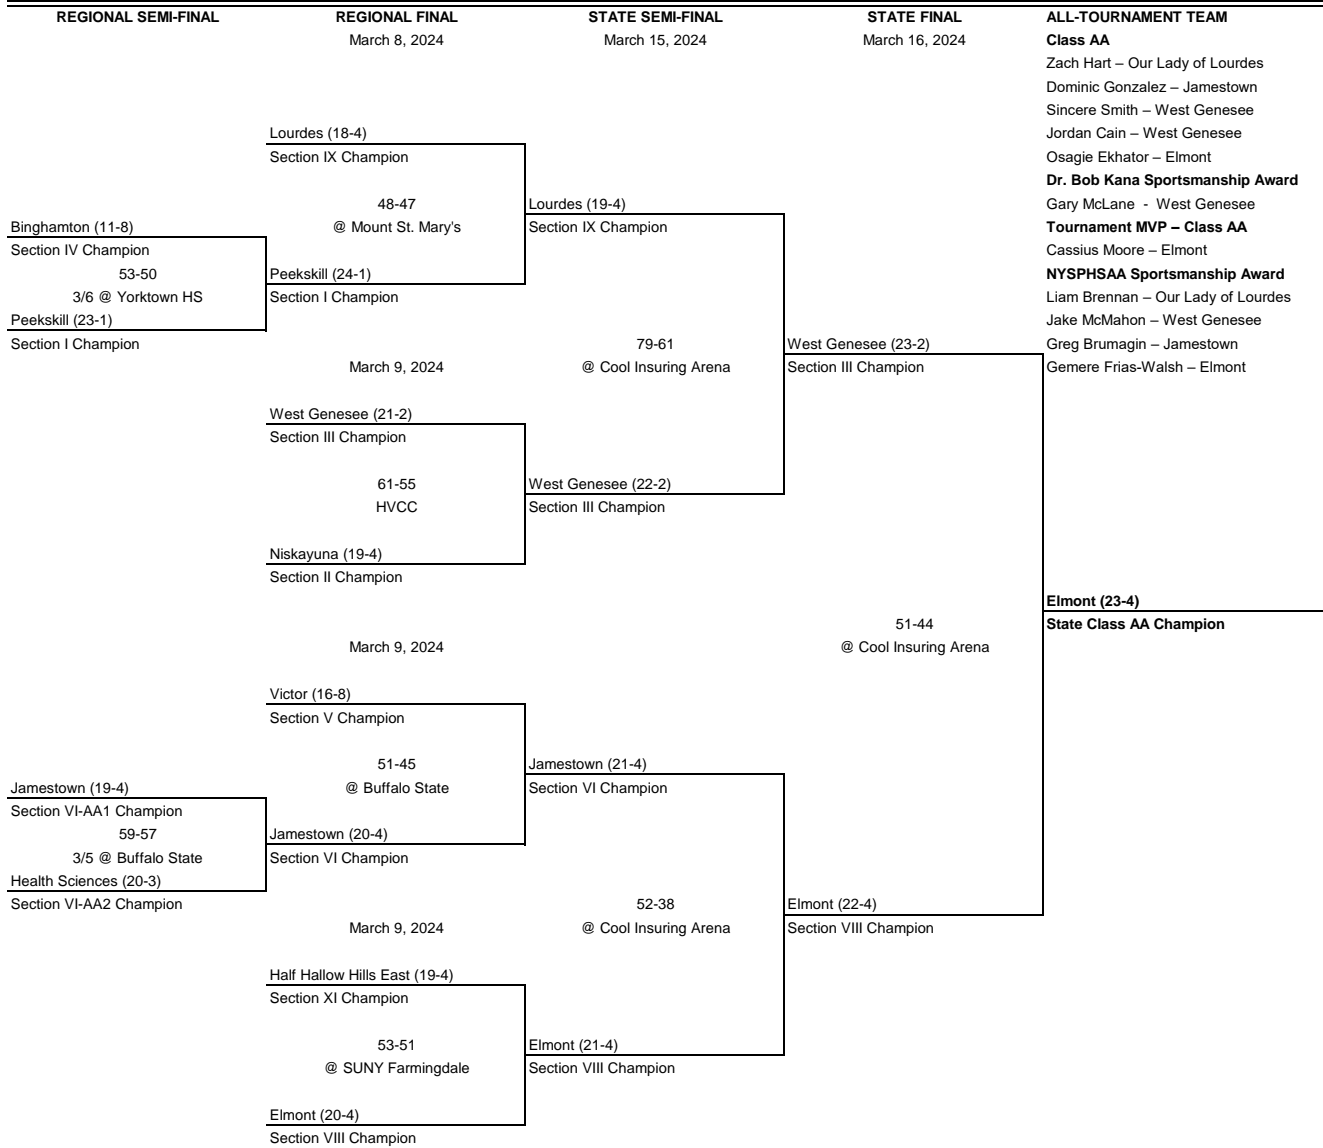 REGIONAL SEMI-FINAL
REGIONAL FINAL
STATE SEMI-FINAL
STATE FINAL
ALL-TOURNAMENT TEAM
March 8, 2024
March 15, 2024
March 16, 2024
Class AA
Zach Hart – Our Lady of Lourdes
Dominic Gonzalez – Jamestown
Sincere Smith – West Genesee
Jordan Cain – West Genesee
Osagie Ekhator – Elmont
Dr. Bob Kana Sportsmanship Award
Gary McLane - West Genesee
Tournament MVP – Class AA
Cassius Moore – Elmont
NYSPHSAA Sportsmanship Award
Liam Brennan – Our Lady of Lourdes
Jake McMahon – West Genesee
Greg Brumagin – Jamestown
Gemere Frias-Walsh – Elmont
Binghamton (11-8)
Section IV Champion
53-50
3/6 @ Yorktown HS
Peekskill (23-1)
Section I Champion
Lourdes (18-4)
Section IX Champion
48-47
@ Mount St. Mary's
Peekskill (24-1)
Section I Champion
Lourdes (19-4)
Section IX Champion
March 9, 2024
West Genesee (21-2)
Section III Champion
61-55
HVCC
Niskayuna (19-4)
Section II Champion
79-61
@ Cool Insuring Arena
West Genesee (22-2)
Section III Champion
West Genesee (23-2)
Section III Champion
51-44
@ Cool Insuring Arena
Elmont (23-4)
State Class AA Champion
March 9, 2024
Victor (16-8)
Section V Champion
51-45
@ Buffalo State
Jamestown (19-4)
Section VI-AA1 Champion
59-57
3/5 @ Buffalo State
Health Sciences (20-3)
Section VI-AA2 Champion
Jamestown (20-4)
Section VI Champion
Jamestown (21-4)
Section VI Champion
52-38
@ Cool Insuring Arena
Elmont (22-4)
Section VIII Champion
March 9, 2024
Half Hallow Hills East (19-4)
Section XI Champion
53-51
@ SUNY Farmingdale
Elmont (21-4)
Section VIII Champion
Elmont (20-4)
Section VIII Champion